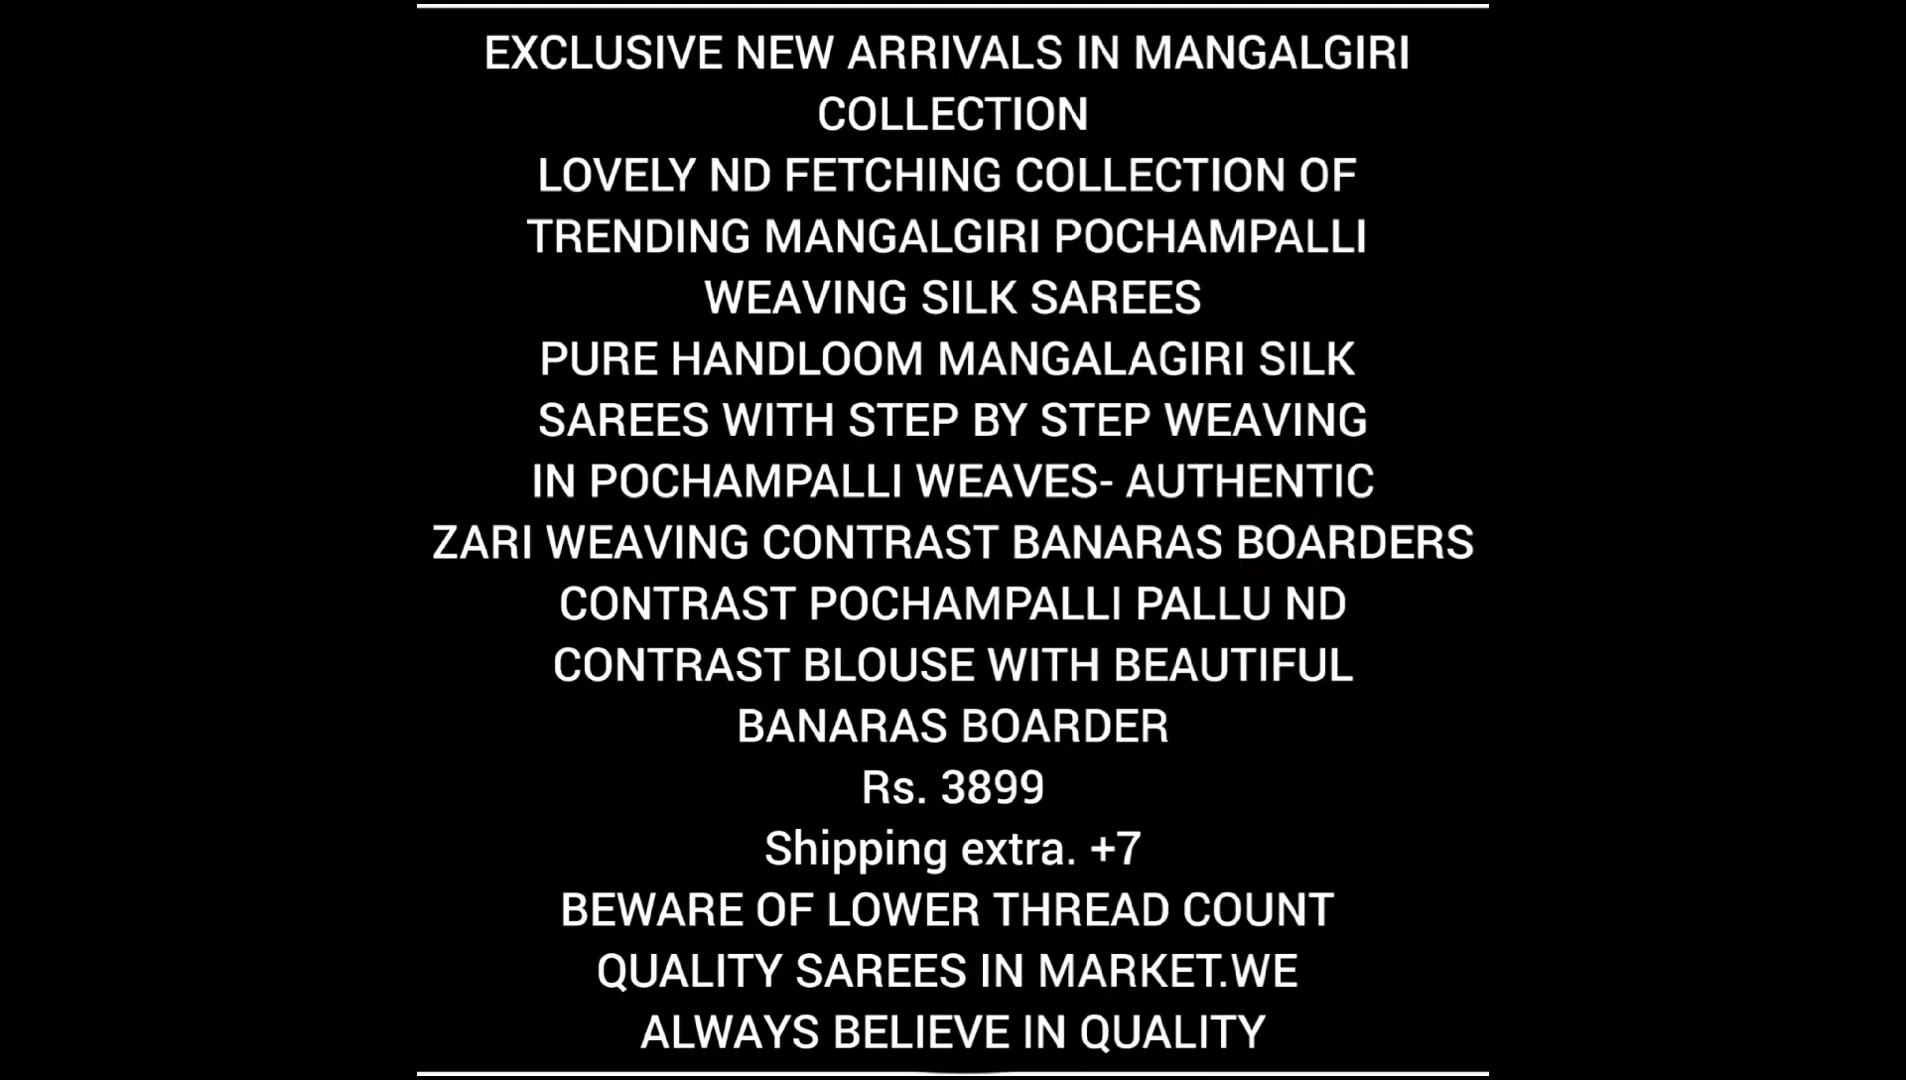 EXCLUSIVE NEW ARRIVALS IN MANGALGIRI
COLLECTION
LOVELY ND FETCHING COLLECTION OF
TRENDING MANGALGIRI POCHAMPALLI
WEAVING SILK SAREES
PURE HANDLOOM MANGALAGIRI SILK
SAREES WITH STEP BY STEP WEAVING
IN POCHAMPALLI WEAVES- AUTHENTIC
ZARI WEAVING CONTRAST BANARAS BOARDERS
CONTRAST POCHAMPALLI PALLU ND
CONTRAST BLOUSE WITH BEAUTIFUL
BANARAS BOARDER
Rs. 3899
Shipping extra. +7
BEWARE OF LOWER THREAD COUNT
QUALITY SAREES IN MARKET.WE
ALWAYS BELIEVE IN QUALITY